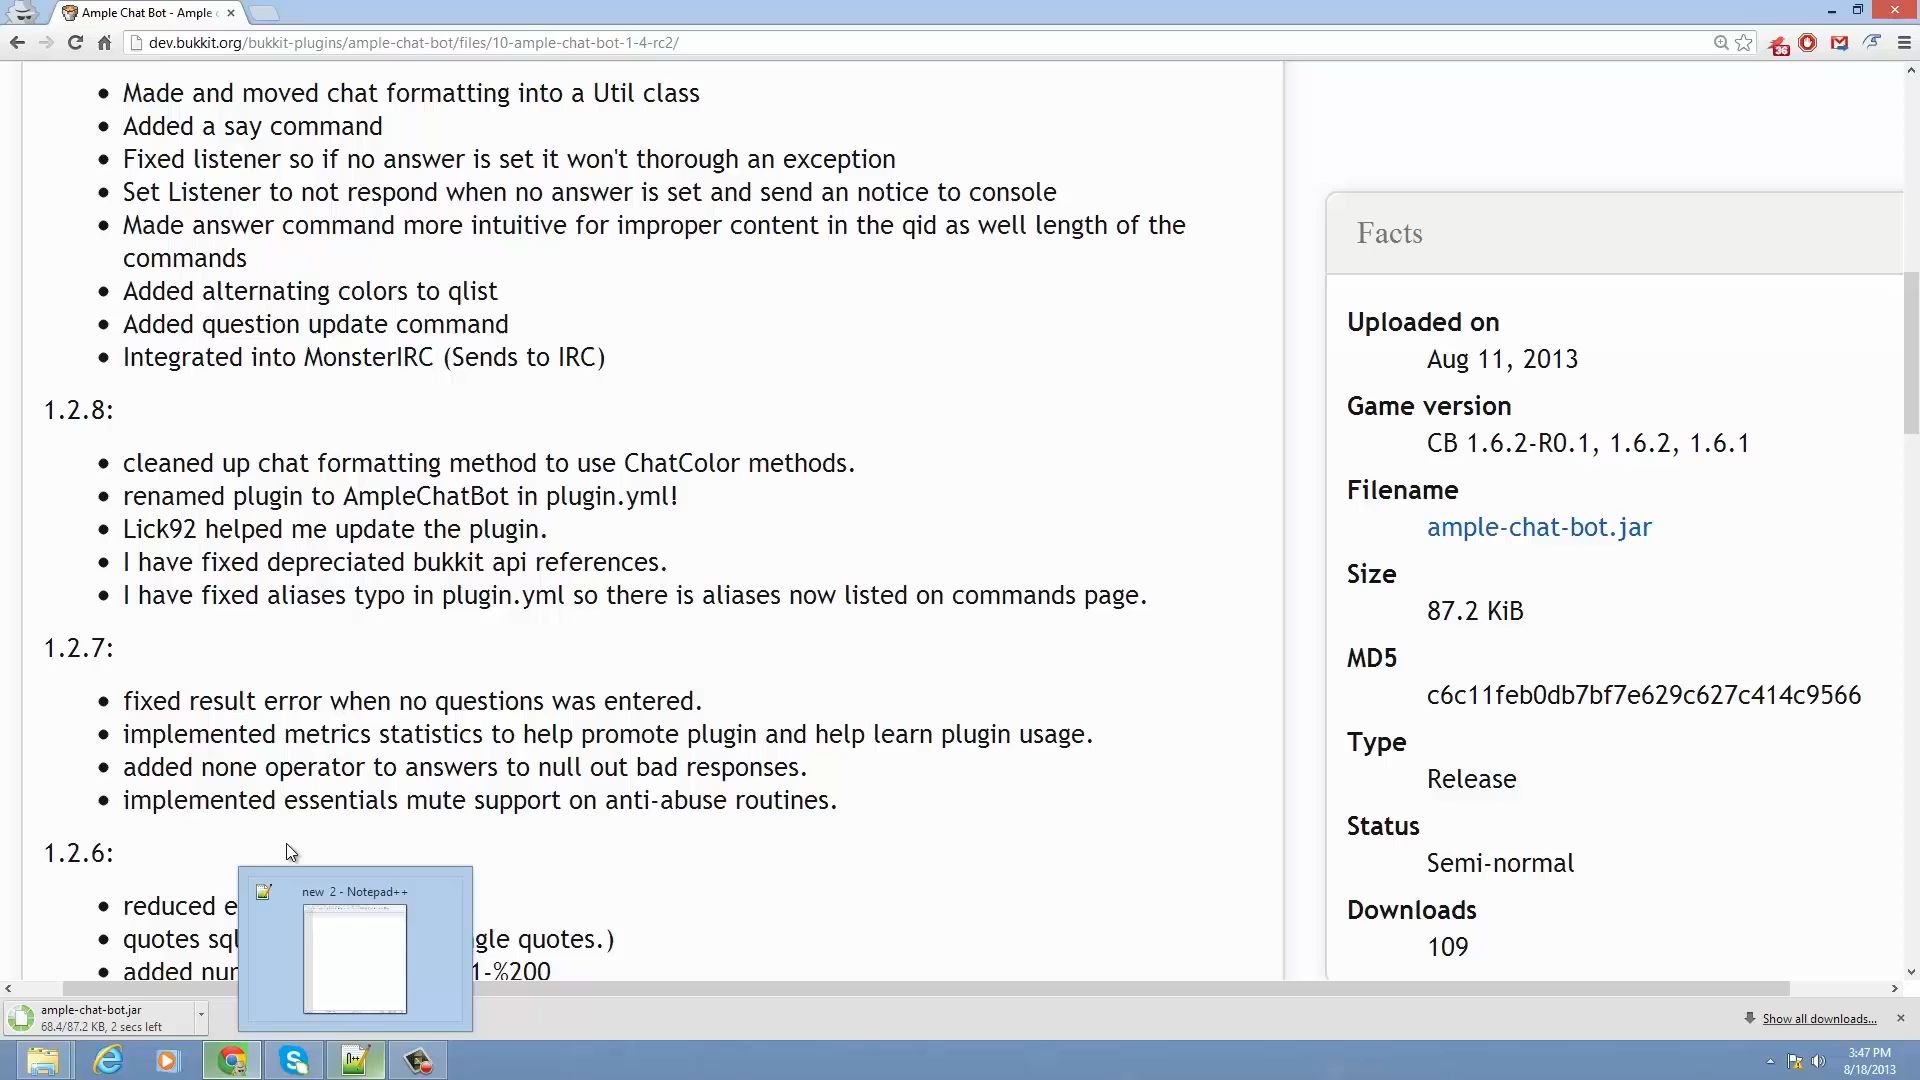 Ample Chat Bot - Ample
dev.bukkit.org/bukkit-plugins/ample-chat-bot/files/10-ample-chat-bot-1-4-rc2/
36
Made and moved chat formatting into a Util class
Added a say command
Fixed listener so if no answer is set it won't thorough an exception
Set Listener to not respond when no answer is set and send an notice to console
Made answer command more intuitive for improper content in the qid as well length of the
commands
Added alternating colors to qlist
Added question update command
Integrated into MonsterIRC (Sends to IRC)
1.2.8:
cleaned up chat formatting method to use ChatColor methods.
renamed plugin to AmpleChatBot in plugin.yml!
Lick92 helped me update the plugin.
I have fixed depreciated bukkit api references.
I have fixed aliases typo in plugin.yml so there is aliases now listed on commands page.
1.2.7:
fixed result error when no questions was entered.
implemented metrics statistics to help promote plugin and help learn plugin usage.
added none operator to answers to null out bad responses.
implemented essentials mute support on anti-abuse routines.
1.2.6:
reduced e
quotes sql
gle quotes.)
added nu
1-%200
Facts
Uploaded on
Aug 11, 2013
Game version
CB 1.6.2-R0.1, 1.6.2, 1.6.1
Filename
ample-chat-bot.jar
Size
87.2 KiB
MD5
c6c11feb0db7bf7e629c627c414c9566
Type
Release
Status
Semi-normal
Downloads
109
new 2 - Notepad++
ample-chat-bot.jar
68.4/87.2 KB, 2 secs left
Show all downloads...
3:47 PM
8/18/2013